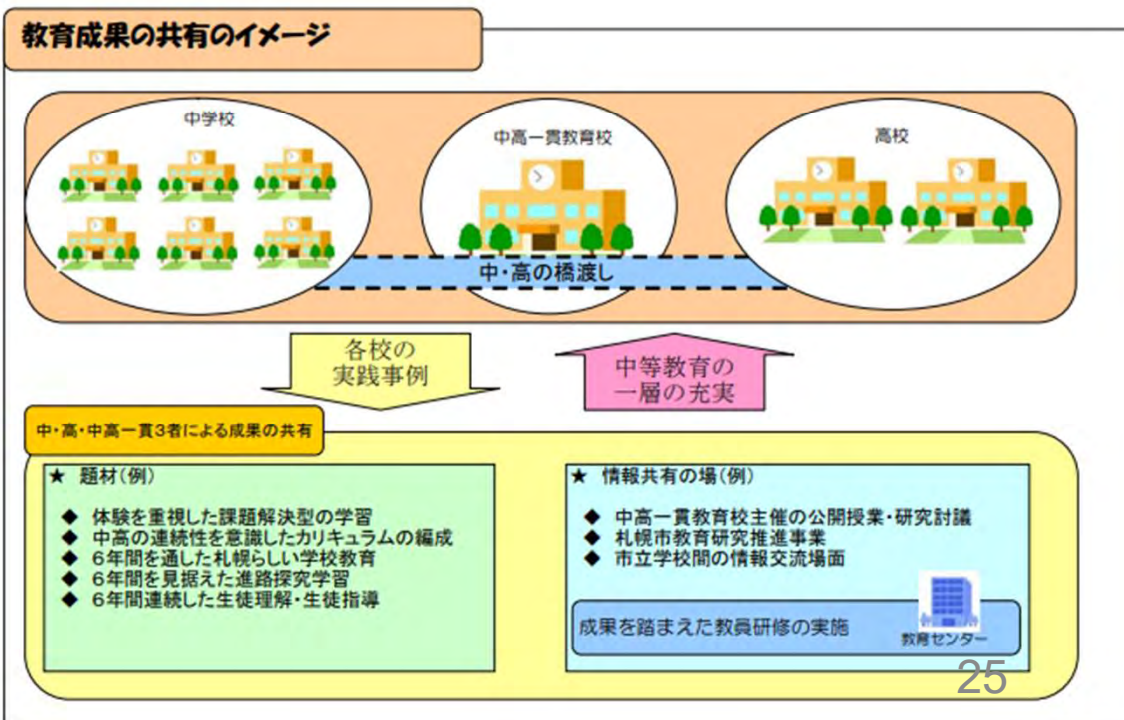 教育成果の共有のイメージ
中学校
中高一貫教育校
高校
中・高の橋渡し
各校の
実践事例
中等教育の
一層の充実
中・高・中高一貫3者による成果の共有
★ 題材(例)
◆ 体験を重視した課題解決型の学習
◆ 中高の連続性を意識したカリキュラムの編成
◆ 6年間を通した札幌らしい学校教育
◆ 6年間を見据えた進路探究学習
◆ 6年間連続した生徒理解・生徒指導
★ 情報共有の場(例)
◆ 中高一貫教育校主催の公開授業・研究討議
◆ 札幌市教育研究推進事業
◆ 市立学校間の情報交流場面
成果を踏まえた教員研修の実施
教育センター
25